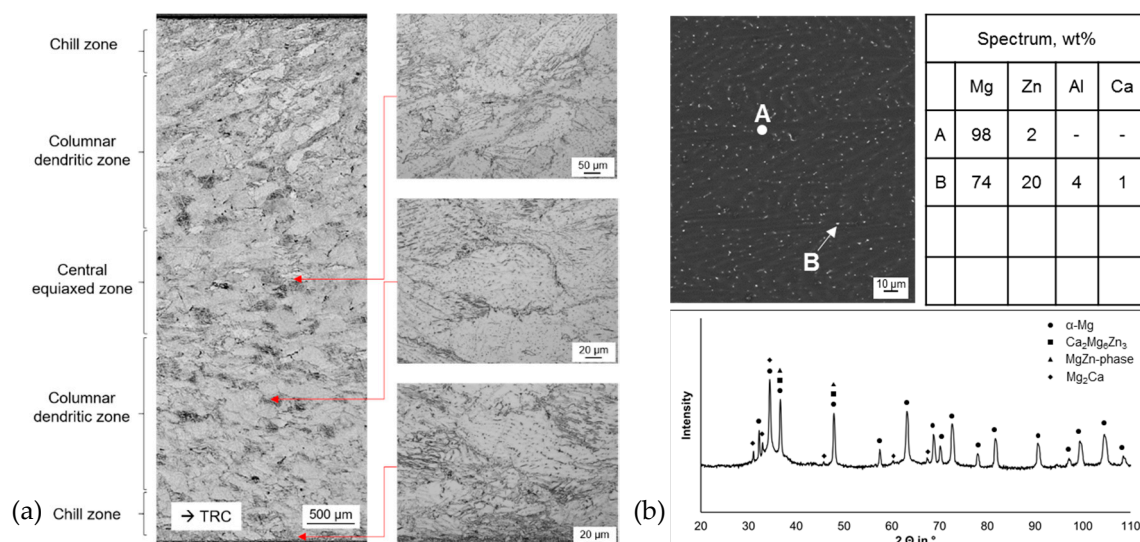 Chill zone
Columnar
dendritic zone
Central
equiaxed zone
Columnar
dendritic zone
Chill zone
(a)
→ TRC
500 µm
50 µm
20 µm
20 µm
A
B
10 µm
Spectrum, wt%
Mg Zn Al Ca
A 98 2 - -
B 74 20 4 1
(b)
Intensity
α-Mg
Ca₂Mg₆Zn₃
MgZn-phase
Mg₂Ca
20 30 40 50 60 70 80 90 100 110
2 Θ in °